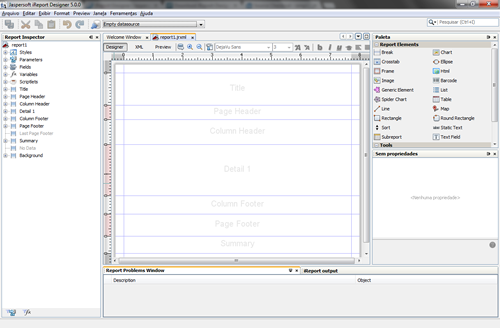 Jaspersoft iReport Designer 5.0.0
Arquivo Editar Exibir Format Preview Janela Ferramentas Ajuda
Empty datasource
Pesquisar (Ctrl+I)
Report Inspector
report1
Styles
Parameters
Fields
Variables
Scriptlets
Title
Page Header
Column Header
Detail 1
Column Footer
Page Footer
Last Page Footer
Summary
No Data
Background
Welcome Window
report1.jrxml
Designer XML Preview
DejaVu Sans 3
Title
Page Header
Column Header
Detail 1
Column Footer
Page Footer
Summary
Paleta
Report Elements
Break Chart
Crosstab Ellipse
Frame Html
Image Barcode
Generic Element List
Spider Chart Table
Line Map
Rectangle Round Rectangle
Sort Static Text
Subreport Text Field
Tools
Sem propriedades
<nenhuma propriedade>
Report Problems Window
iReport output
Description Object